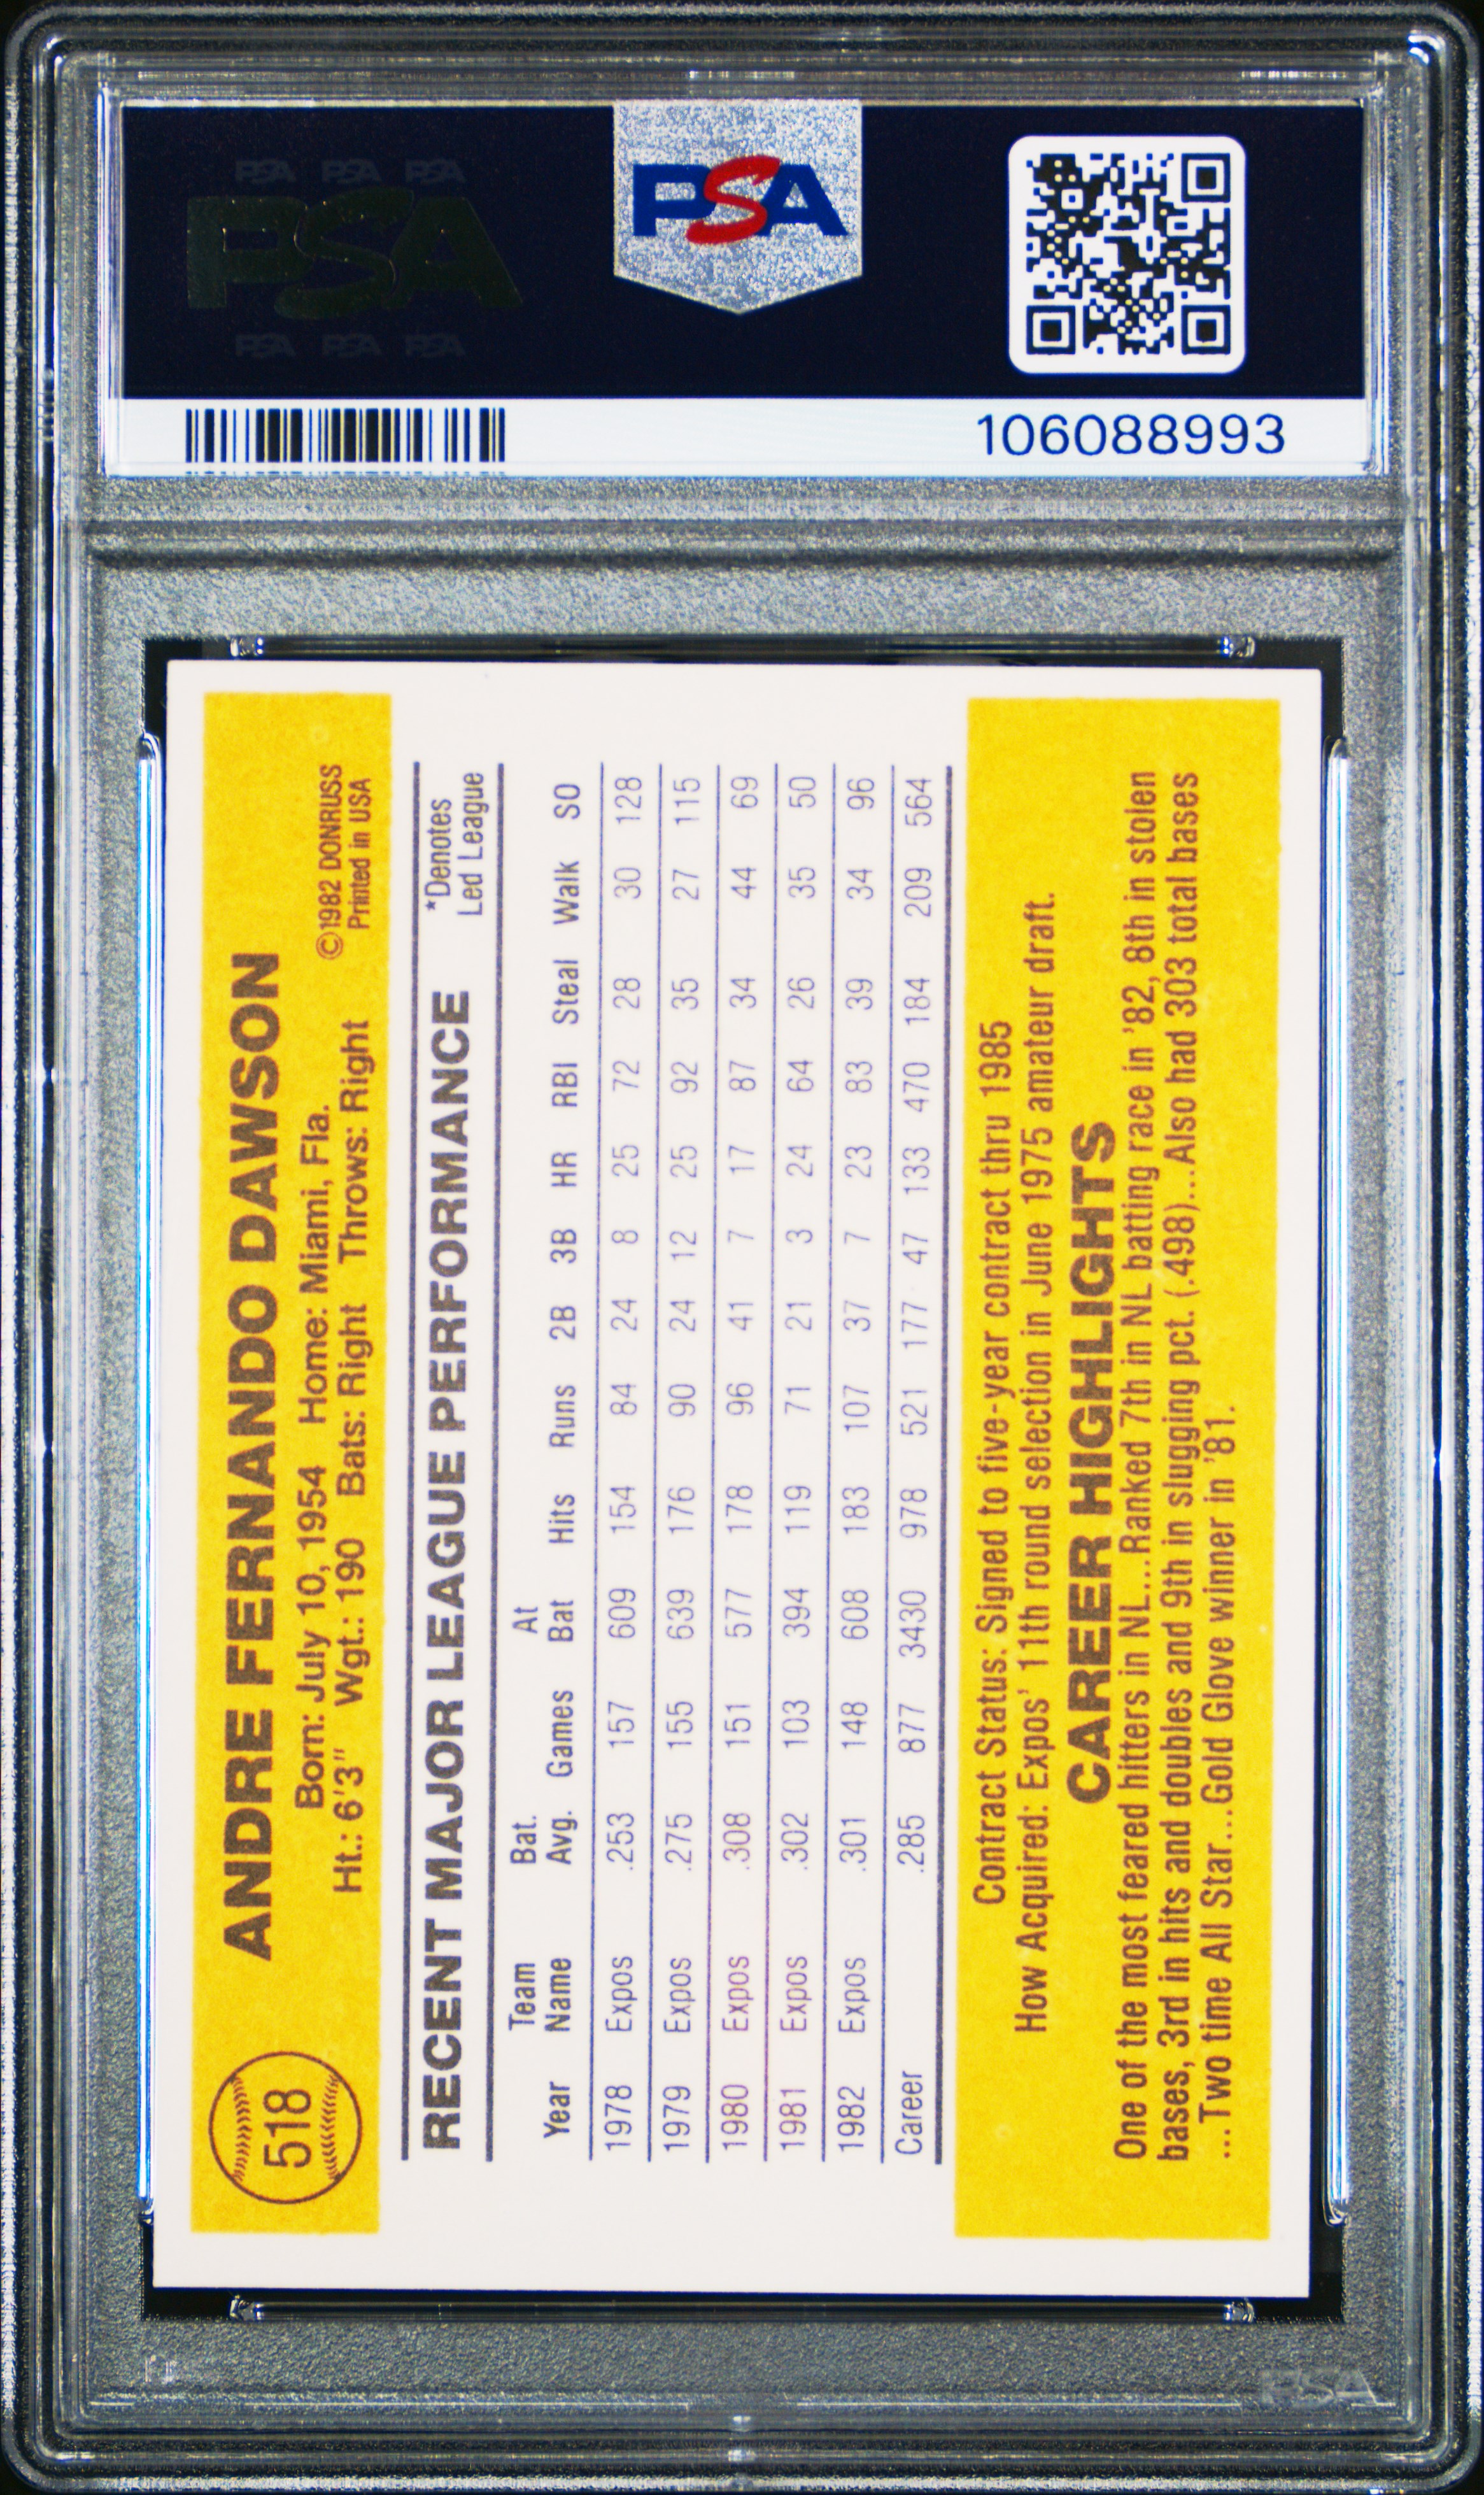 PSA PSA PSA
PSA
PSA PSA PSA
PSA
106088993
518
ANDRE FERNANDO DAWSON
Born: July 10, 1954 Home: Miami, Fla. ©1982 DONRUSS
Ht.: 6'3" Wgt.: 190 Bats: Right Throws: Right Printed in USA
RECENT MAJOR LEAGUE PERFORMANCE
*Denotes
Led League
Team Bat. At
Year Name Avg. Games Bat Hits Runs 2B 3B HR RBI Steal Walk SO
1978 Expos .253 157 609 154 84 24 8 25 72 28 30 128
1979 Expos .275 155 639 176 90 24 12 25 92 35 27 115
1980 Expos .308 151 577 178 96 41 7 17 87 34 44 69
1981 Expos .302 103 394 119 71 21 3 24 64 26 35 50
1982 Expos .301 148 608 183 107 37 7 23 83 39 34 96
Career .285 877 3430 978 521 177 47 133 470 184 209 564
Contract Status: Signed to five-year contract thru 1985
How Acquired: Expos' 11th round selection in June 1975 amateur draft.
CAREER HIGHLIGHTS
One of the most feared hitters in NL...Ranked 7th in NL batting race in '82, 8th in stolen
bases, 3rd in hits and doubles and 9th in slugging pct. (.498)...Also had 303 total bases
...Two time All Star...Gold Glove winner in '81.
PSA